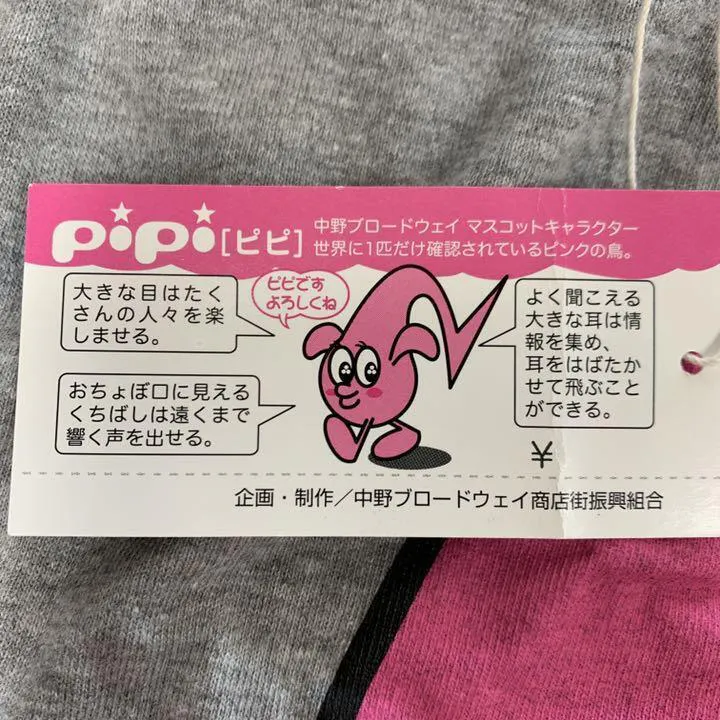 pipi[ピピ]
中野ブロードウェイ マスコットキャラクター
世界に1匹だけ確認されているピンクの鳥。
大きな目はたく
さんの人々を楽
しませる。
ピピです
よろしくね
よく聞こえる
大きな耳は情
報を集め、
耳をはばたか
せて飛ぶこと
ができる。
おちょぼ口に見える
くちばしは遠くまで
響く声を出せる。
¥
企画・制作/中野ブロードウェイ商店街振興組合